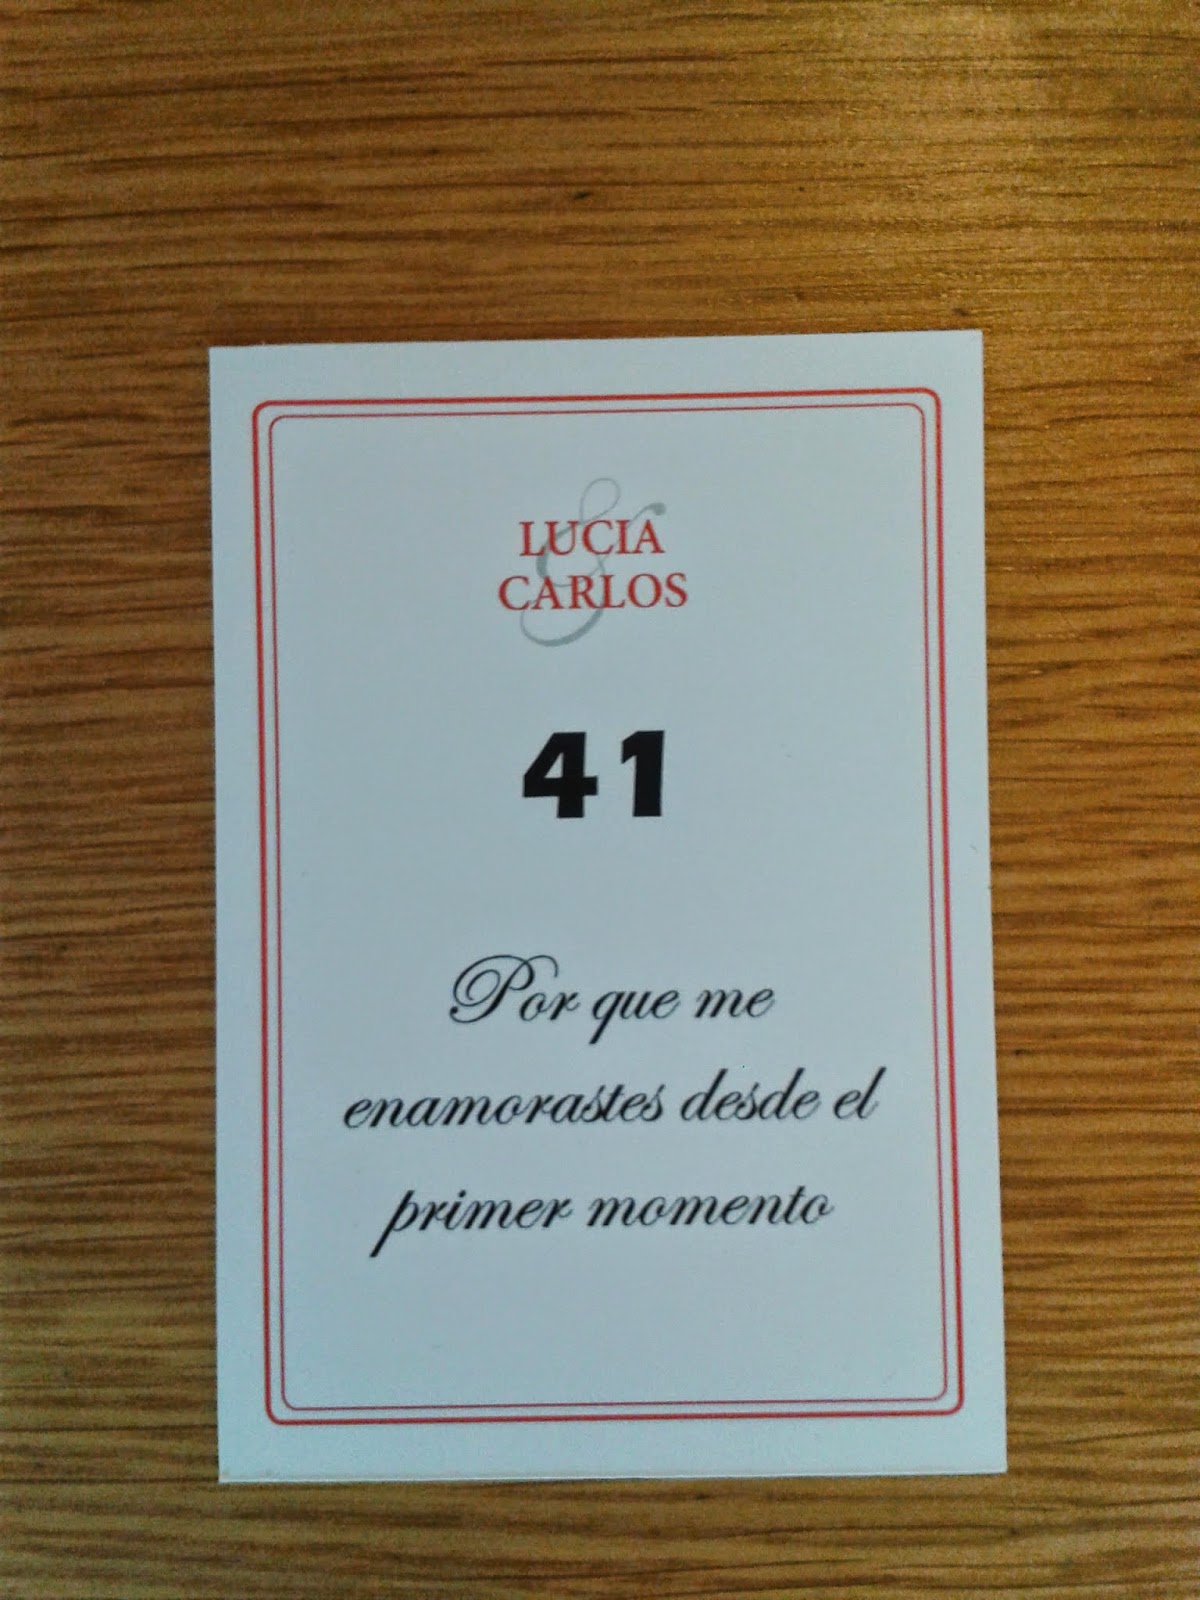 LUCIA
&
CARLOS
41
Por que me
enamorastes desde el
primer momento